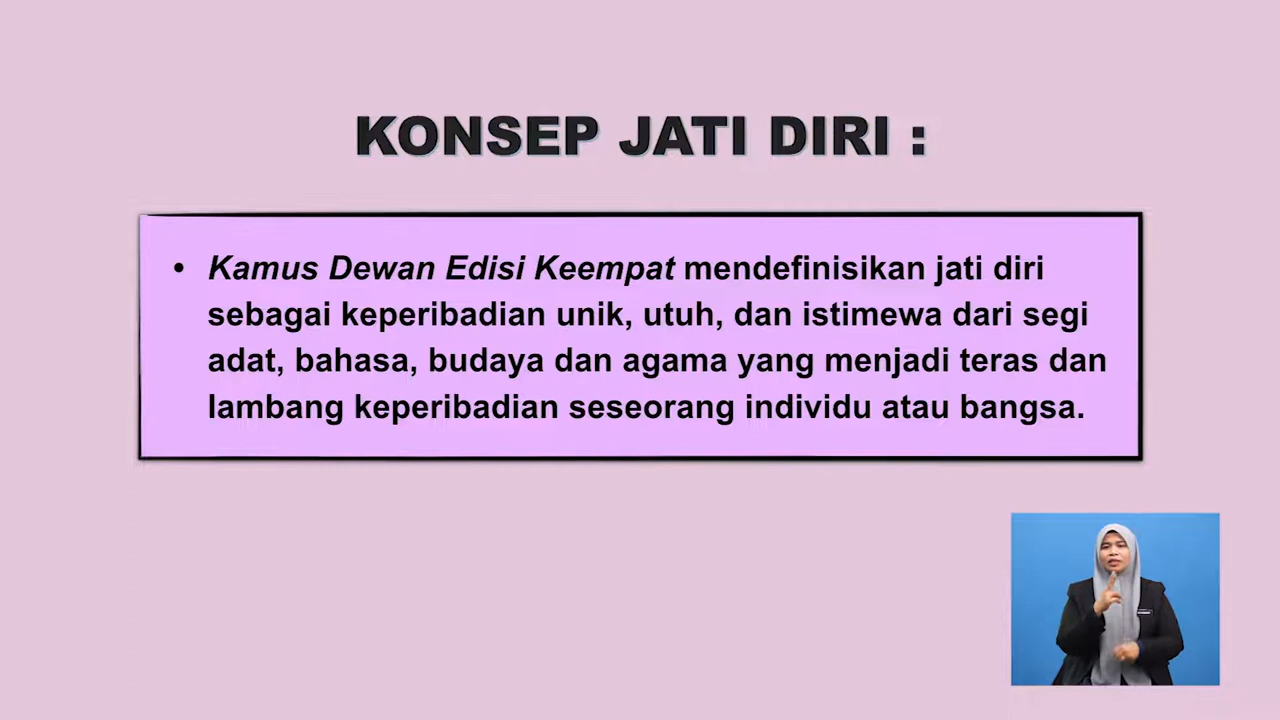 KONSEP JATI DIRI :
• Kamus Dewan Edisi Keempat mendefinisikan jati diri
sebagai keperibadian unik, utuh, dan istimewa dari segi
adat, bahasa, budaya dan agama yang menjadi teras dan
lambang keperibadian seseorang individu atau bangsa.